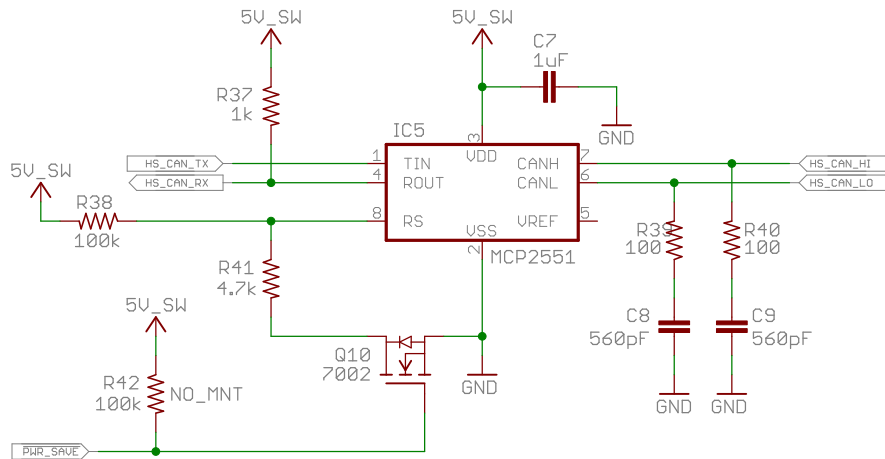 5V_SW
5V_SW
C7
1uF
R37
1k
IC5
GND
3
VDD
HS_CAN_TX
1
TIN
CANH
7
HS_CAN_HI
5V_SW
HS_CAN_RX
4
ROUT
CANL
6
HS_CAN_LO
R38
100k
8
RS
VREF
5
VSS
2
MCP2551
R39
100
R40
100
R41
4.7k
5V_SW
C8
560pF
C9
560pF
Q10
7002
GND
R42
100k
NO_MNT
GND
GND
PWR_SAVE